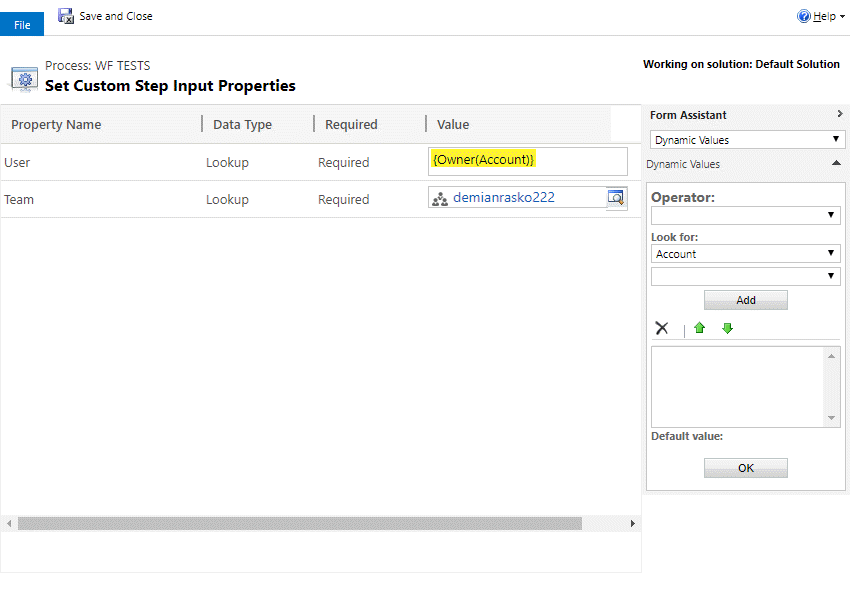 File
Save and Close
Help
Process: WF TESTS
Set Custom Step Input Properties
Working on solution: Default Solution
Property Name Data Type Required Value
User Lookup Required {Owner(Account)}
Team Lookup Required demianrasko222
Form Assistant
Dynamic Values
Dynamic Values
Operator:
Look for:
Account
Add
Default value:
OK